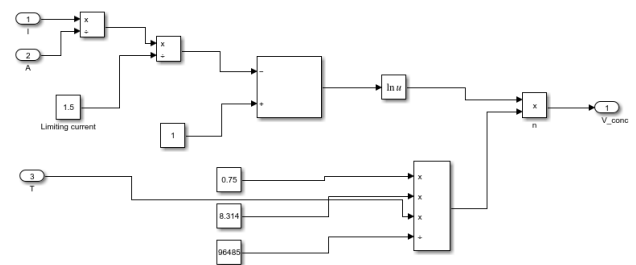 1
I
×
÷
2
A
×
÷
1.5
Limiting current
−
+
1
ln u
×
n
1
V_conc
3
T
0.75
8.314
96485
×
×
×
÷